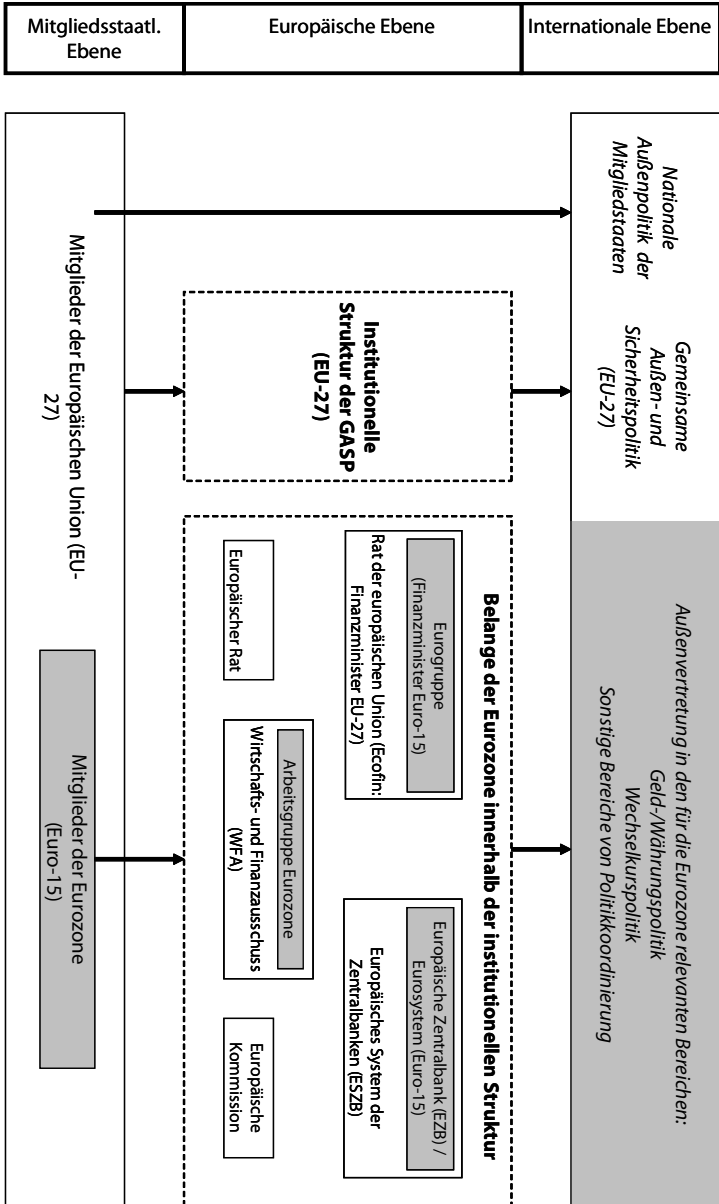 Mitgliedsstaatl.
Ebene
Europäische Ebene
Internationale Ebene
Nationale
Außenpolitik der
Mitgliedstaaten
Gemeinsame
Außen- und
Sicherheitspolitik
(EU-27)
Außenvertretung in den für die Eurozone relevanten Bereichen:
Geld-/Währungspolitik
Wechselkurspolitik
Sonstige Bereiche von Politikkoordinierung
Institutionelle
Struktur der GASP
(EU-27)
Belange der Eurozone innerhalb der institutionellen Struktur
Eurogruppe
(Finanzminister Euro-15)
Rat der europäischen Union (Ecofin:
Finanzminister EU-27)
Europäische Zentralbank (EZB) /
Eurosystem (Euro-15)
Europäisches System der
Zentralbanken (ESZB)
Europäischer Rat
Arbeitsgruppe Eurozone
Wirtschafts- und Finanzausschuss
(WFA)
Europäische
Kommission
Mitglieder der Europäischen Union (EU-
27)
Mitglieder der Eurozone
(Euro-15)